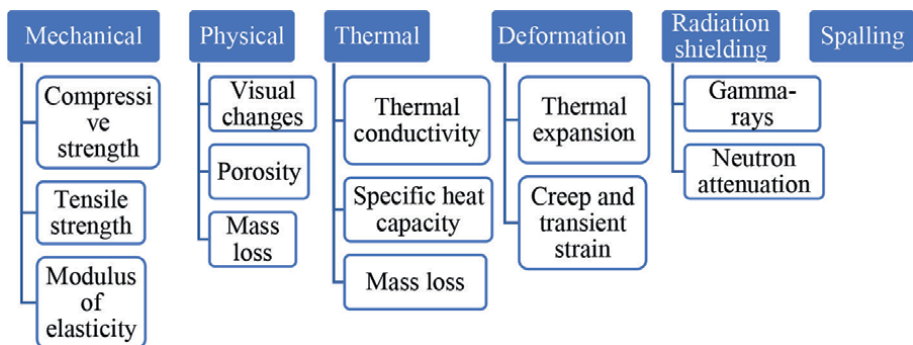 Mechanical
Compressi
ve
strength
Tensile
strength
Modulus
of
elasticity
Physical
Visual
changes
Porosity
Mass
loss
Thermal
Thermal
conductivity
Specific heat
capacity
Mass loss
Deformation
Thermal
expansion
Creep and
transient
strain
Radiation
shielding
Gamma-
rays
Neutron
attenuation
Spalling